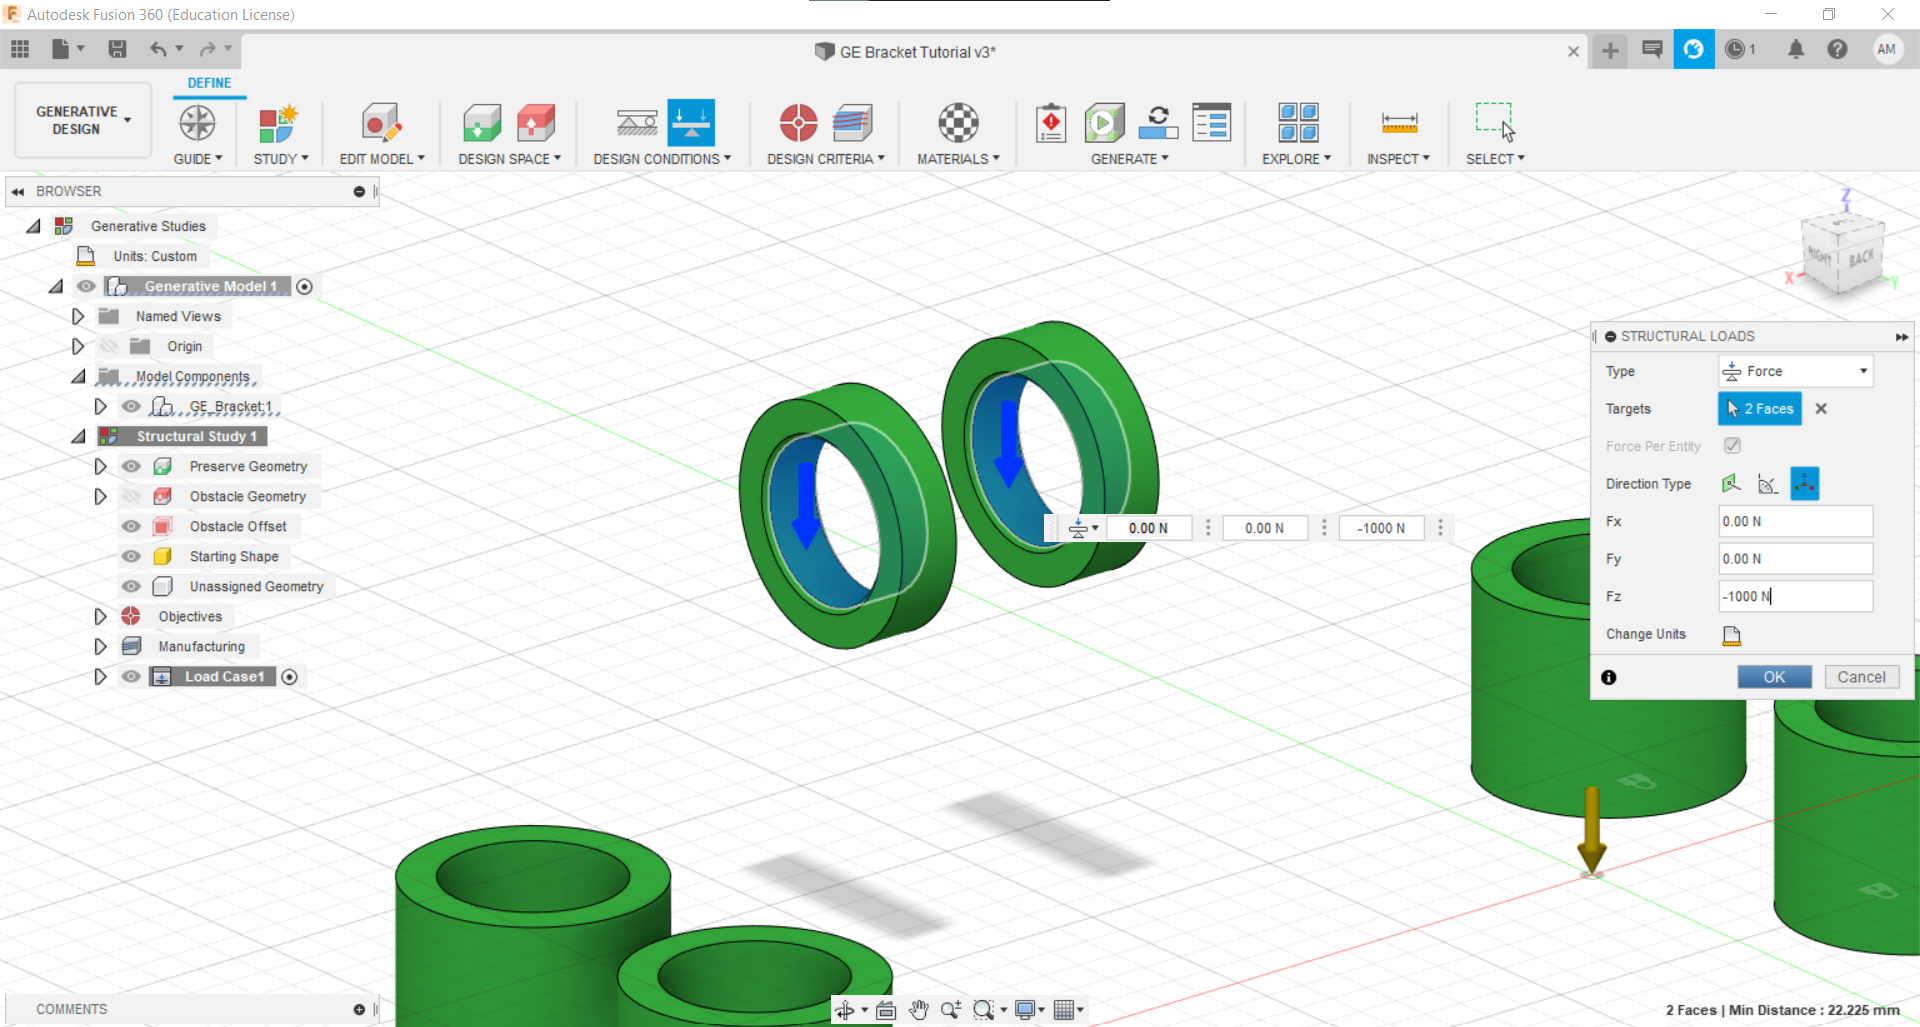 Autodesk Fusion 360 (Education License)
GE Bracket Tutorial v3*
1
AM
DEFINE
GENERATIVE DESIGN
GUIDE
STUDY
EDIT MODEL
DESIGN SPACE
DESIGN CONDITIONS
DESIGN CRITERIA
MATERIALS
GENERATE
EXPLORE
INSPECT
SELECT
BROWSER
Generative Studies
Units: Custom
Generative Model 1
Named Views
Origin
Model Components
GE_Bracket:1
Structural Study 1
Preserve Geometry
Obstacle Geometry
Obstacle Offset
Starting Shape
Unassigned Geometry
Objectives
Manufacturing
Load Case1
Z
RIGHT
BACK
X
Y
STRUCTURAL LOADS
Type Force
Targets 2 Faces
Force Per Entity
Direction Type
Fx 0.00 N
Fy 0.00 N
Fz -1000 N
Change Units
OK Cancel
0.00 N 0.00 N -1000 N
COMMENTS
2 Faces | Min Distance : 22.225 mm